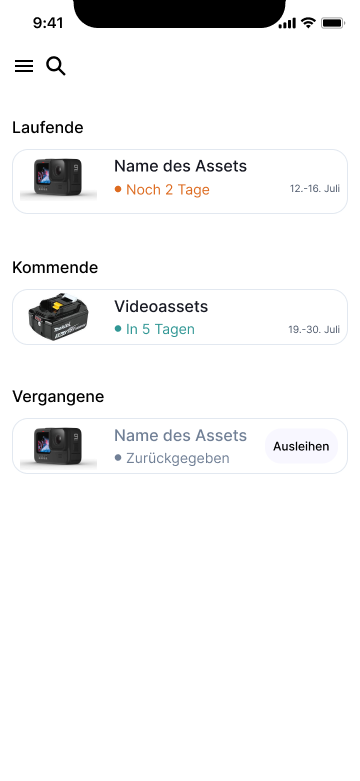 9:41
Laufende
Name des Assets
Noch 2 Tage
12.-16. Juli
Kommende
Videoassets
In 5 Tagen
19.-30. Juli
Vergangene
Name des Assets
Zurückgegeben
Ausleihen